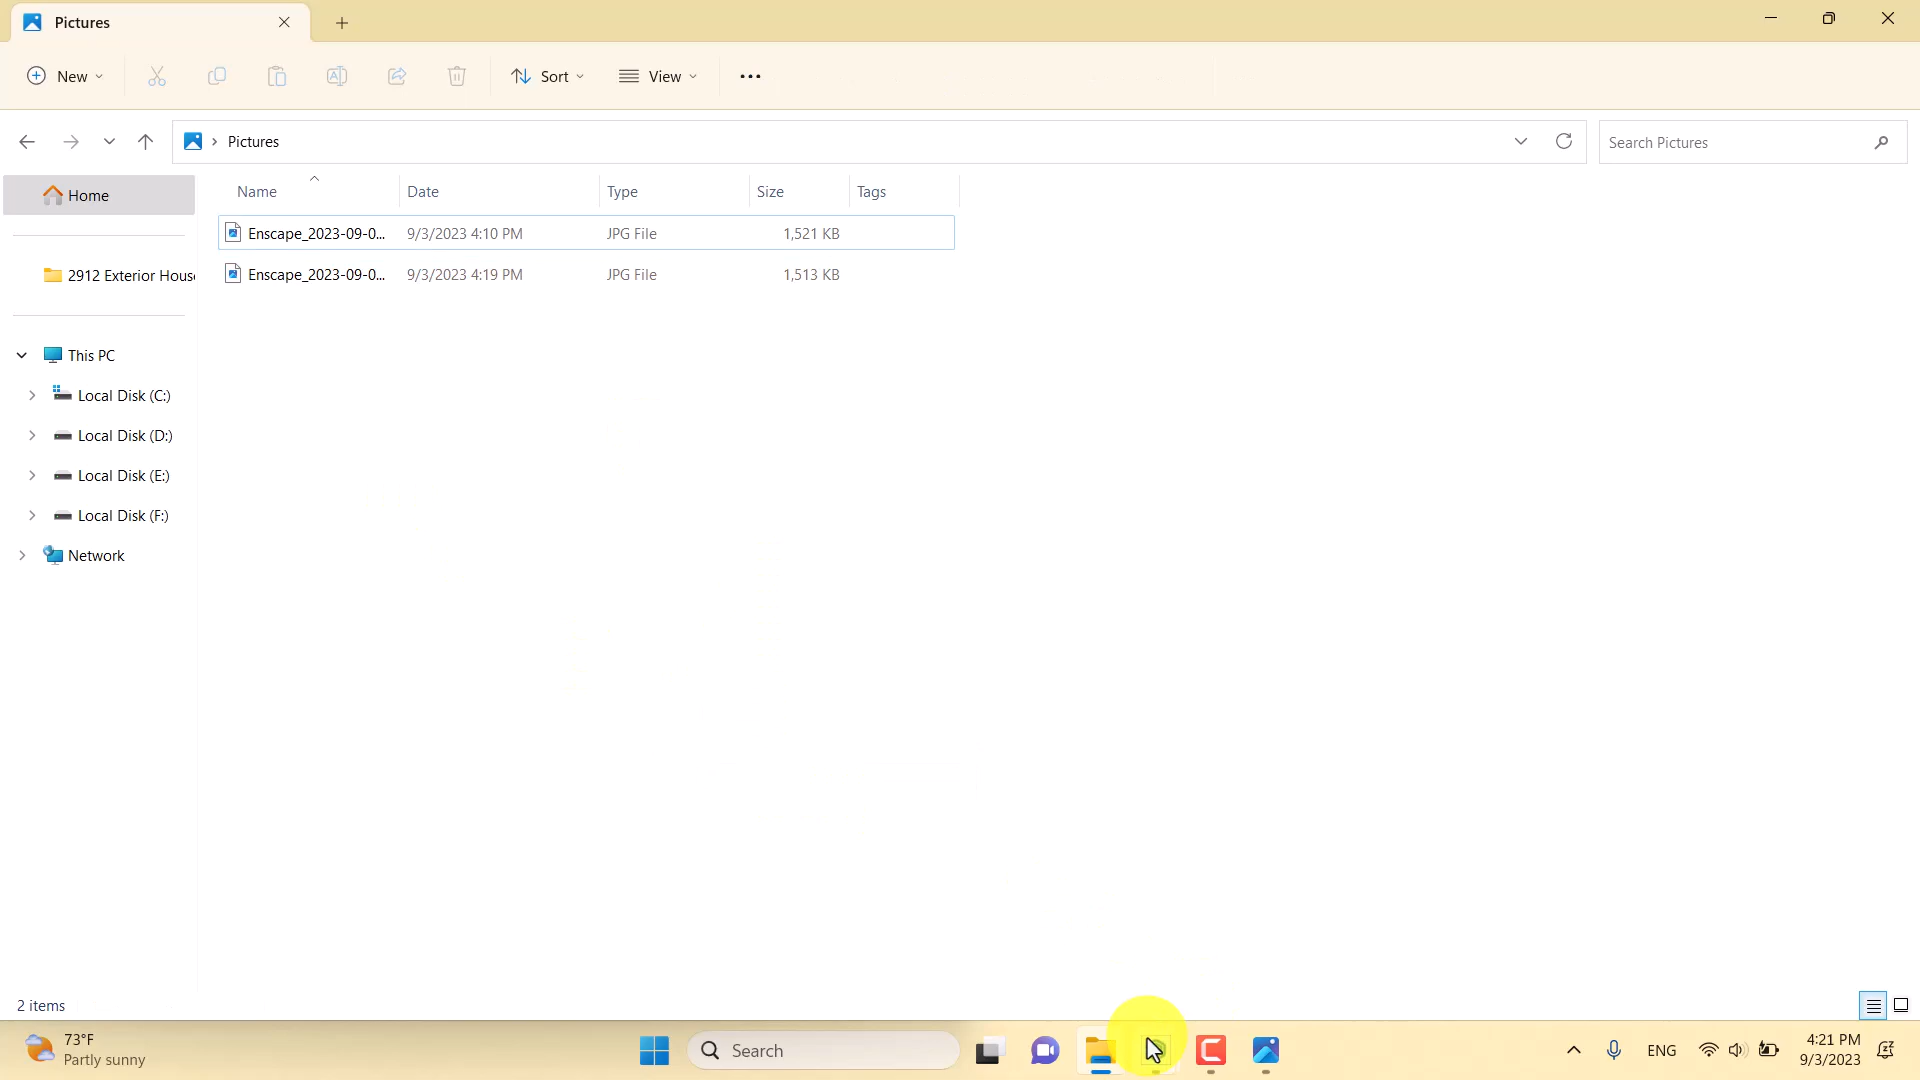 Pictures
New
Sort
View
Pictures
Search Pictures
Home
2912 Exterior Hous
This PC
Local Disk (C:)
Local Disk (D:)
Local Disk (E:)
Local Disk (F:)
Network
Name Date Type Size Tags
Enscape_2023-09-0... 9/3/2023 4:10 PM JPG File 1,521 KB
Enscape_2023-09-0... 9/3/2023 4:19 PM JPG File 1,513 KB
2 items
73°F
Partly sunny
Search
ENG
4:21 PM
9/3/2023